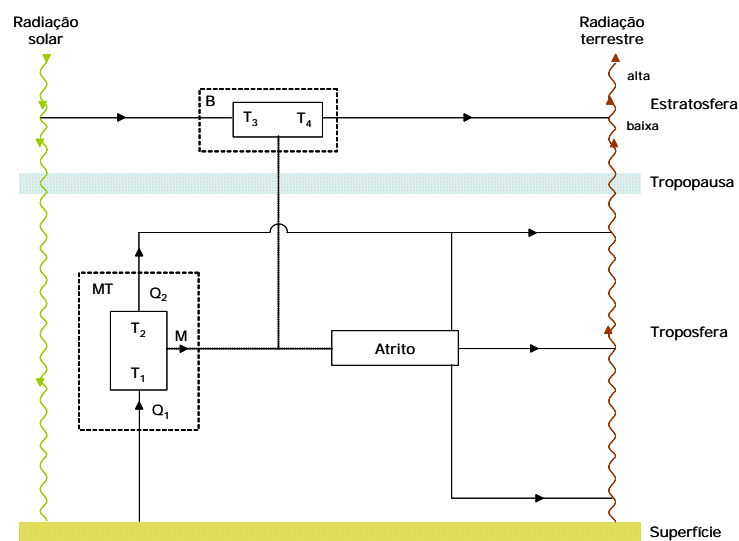 Radiação
solar
Radiação
terrestre
alta
Estratosfera
baixa
B
T3 T4
Tropopausa
MT
Q2
T2
M
T1
Q1
Atrito
Troposfera
Superfície